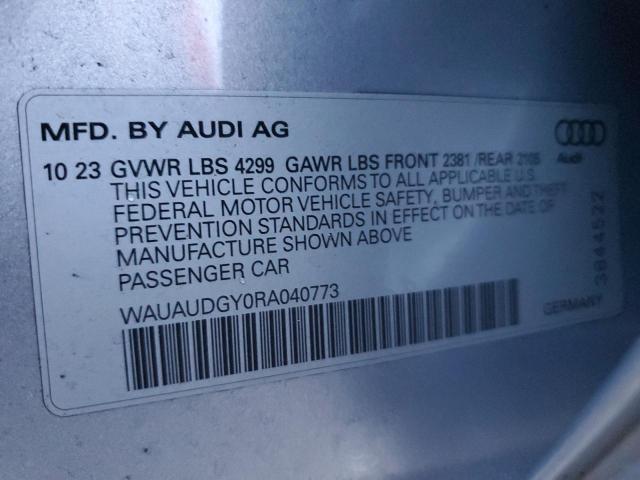 MFD. BY AUDI AG
10 23 GVWR LBS 4299 GAWR LBS FRONT 2381 /REAR 2105
THIS VEHICLE CONFORMS TO ALL APPLICABLE U.S.
FEDERAL MOTOR VEHICLE SAFETY, BUMPER AND THEFT
PREVENTION STANDARDS IN EFFECT ON THE DATE OF
MANUFACTURE SHOWN ABOVE
PASSENGER CAR
WAUAUDGY0RA040773
Audi
3844522
GERMANY